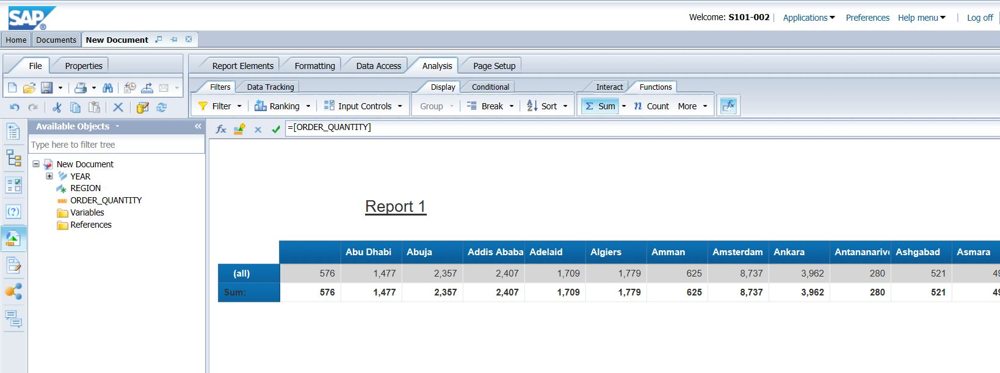 SAP
Welcome: S101-002 Applications Preferences Help menu Log off
Home Documents New Document
File Properties Report Elements Formatting Data Access Analysis Page Setup
Filters Data Tracking Display Conditional Interact Functions
Filter Ranking Input Controls Group Break Sort Σ Sum n Count More
Available Objects
fx =[ORDER_QUANTITY]
Type here to filter tree
New Document
YEAR
REGION
ORDER_QUANTITY
Variables
References
Report 1
Abu Dhabi Abuja Addis Ababa Adelaid Algiers Amman Amsterdam Ankara Antananariv Ashgabad Asmara
(all) 576 1,477 2,357 2,407 1,709 1,779 625 8,737 3,962 280 521 49
Sum: 576 1,477 2,357 2,407 1,709 1,779 625 8,737 3,962 280 521 49